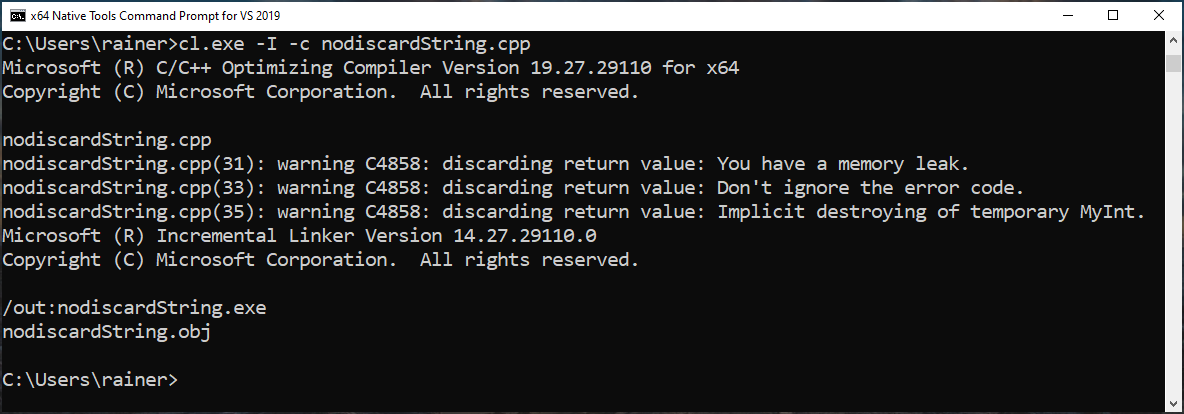 x64 Native Tools Command Prompt for VS 2019
C:\Users\rainer>cl.exe -I -c nodiscardString.cpp
Microsoft (R) C/C++ Optimizing Compiler Version 19.27.29110 for x64
Copyright (C) Microsoft Corporation.  All rights reserved.
nodiscardString.cpp
nodiscardString.cpp(31): warning C4858: discarding return value: You have a memory leak.
nodiscardString.cpp(33): warning C4858: discarding return value: Don't ignore the error code.
nodiscardString.cpp(35): warning C4858: discarding return value: Implicit destroying of temporary MyInt.
Microsoft (R) Incremental Linker Version 14.27.29110.0
Copyright (C) Microsoft Corporation.  All rights reserved.
/out:nodiscardString.exe
nodiscardString.obj
C:\Users\rainer>